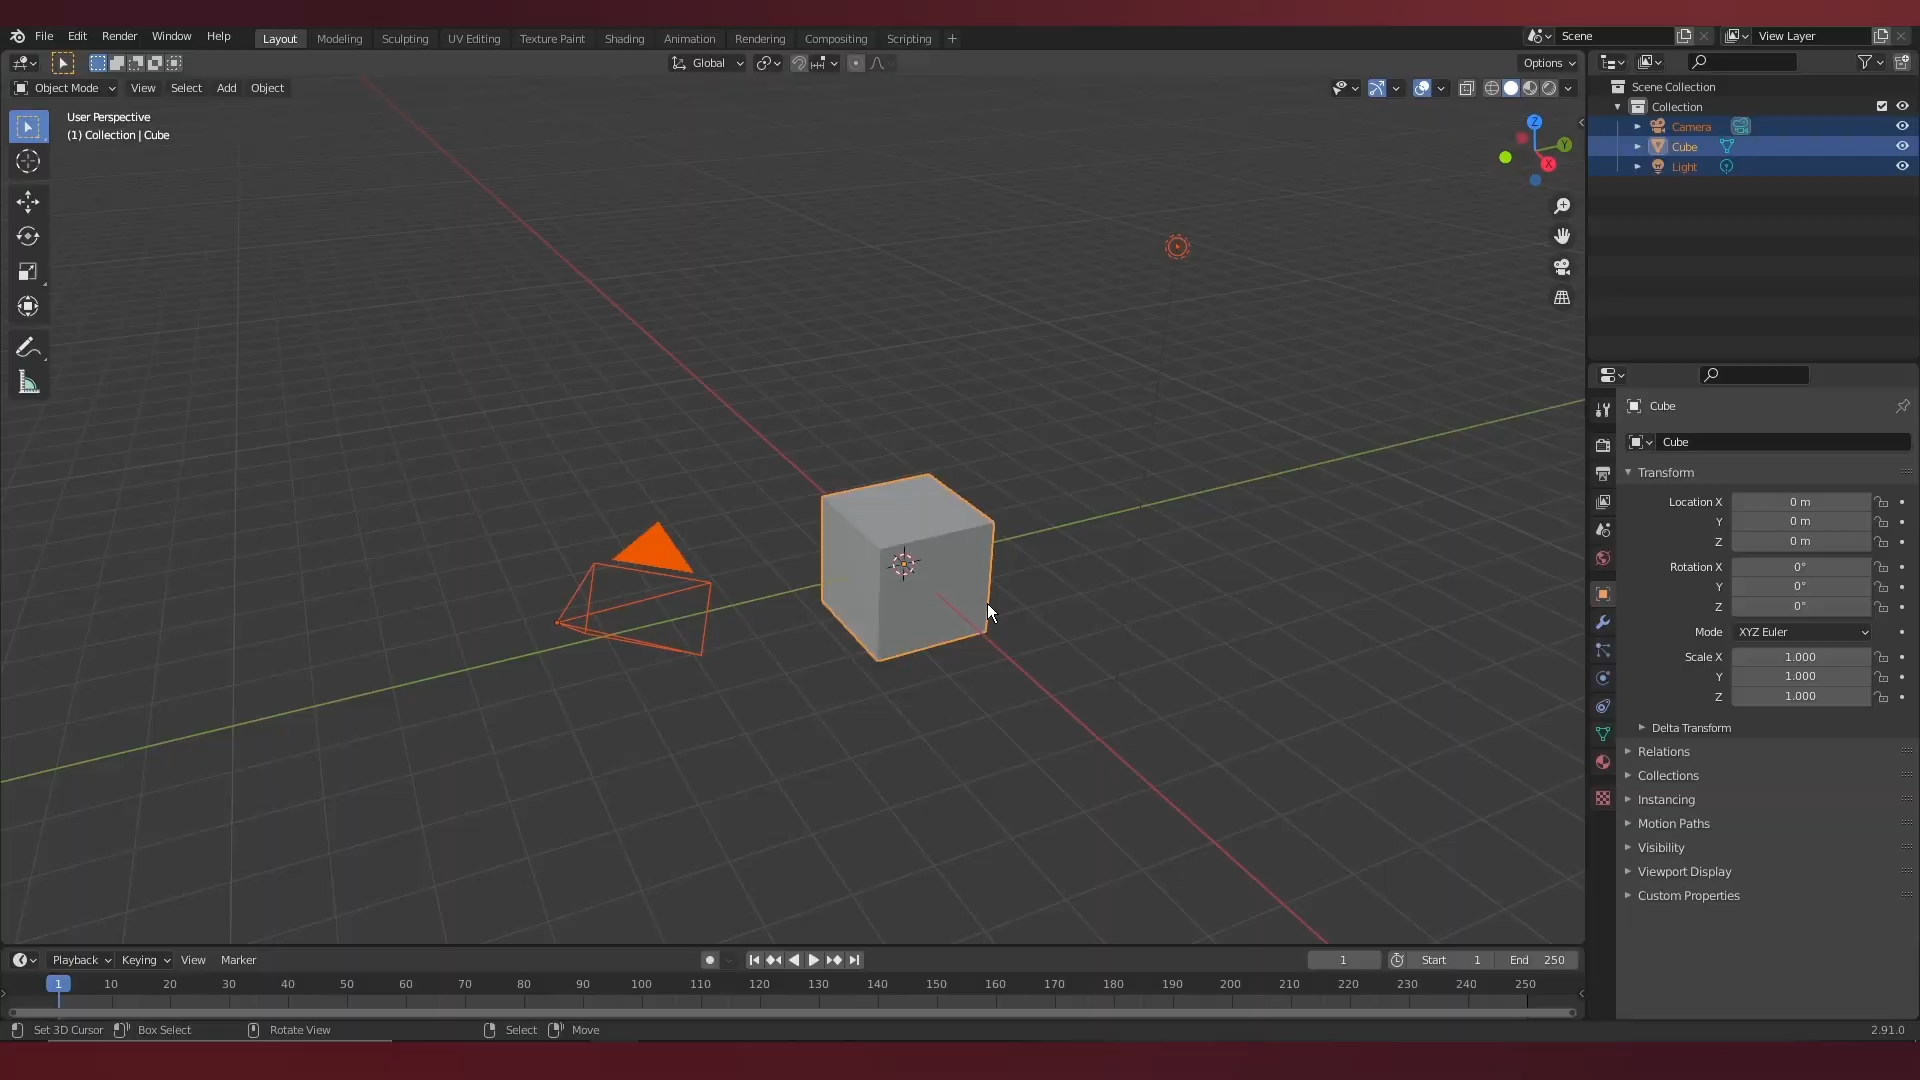 File Edit Render Window Help Layout Modeling Sculpting UV Editing Texture Paint Shading Animation Rendering Compositing Scripting + Scene View Layer
Global Options
Object Mode View Select Add Object
User Perspective
(1) Collection | Cube
Z
Y
X
Scene Collection
Collection
Camera
Cube
Light
Cube
Cube
Transform
Location X 0 m
Y 0 m
Z 0 m
Rotation X 0°
Y 0°
Z 0°
Mode XYZ Euler
Scale X 1.000
Y 1.000
Z 1.000
Delta Transform
Relations
Collections
Instancing
Motion Paths
Visibility
Viewport Display
Custom Properties
Playback Keying View Marker 1 Start 1 End 250
1 10 20 30 40 50 60 70 80 90 100 110 120 130 140 150 160 170 180 190 200 210 220 230 240 250
Set 3D Cursor Box Select Rotate View Select Move 2.91.0